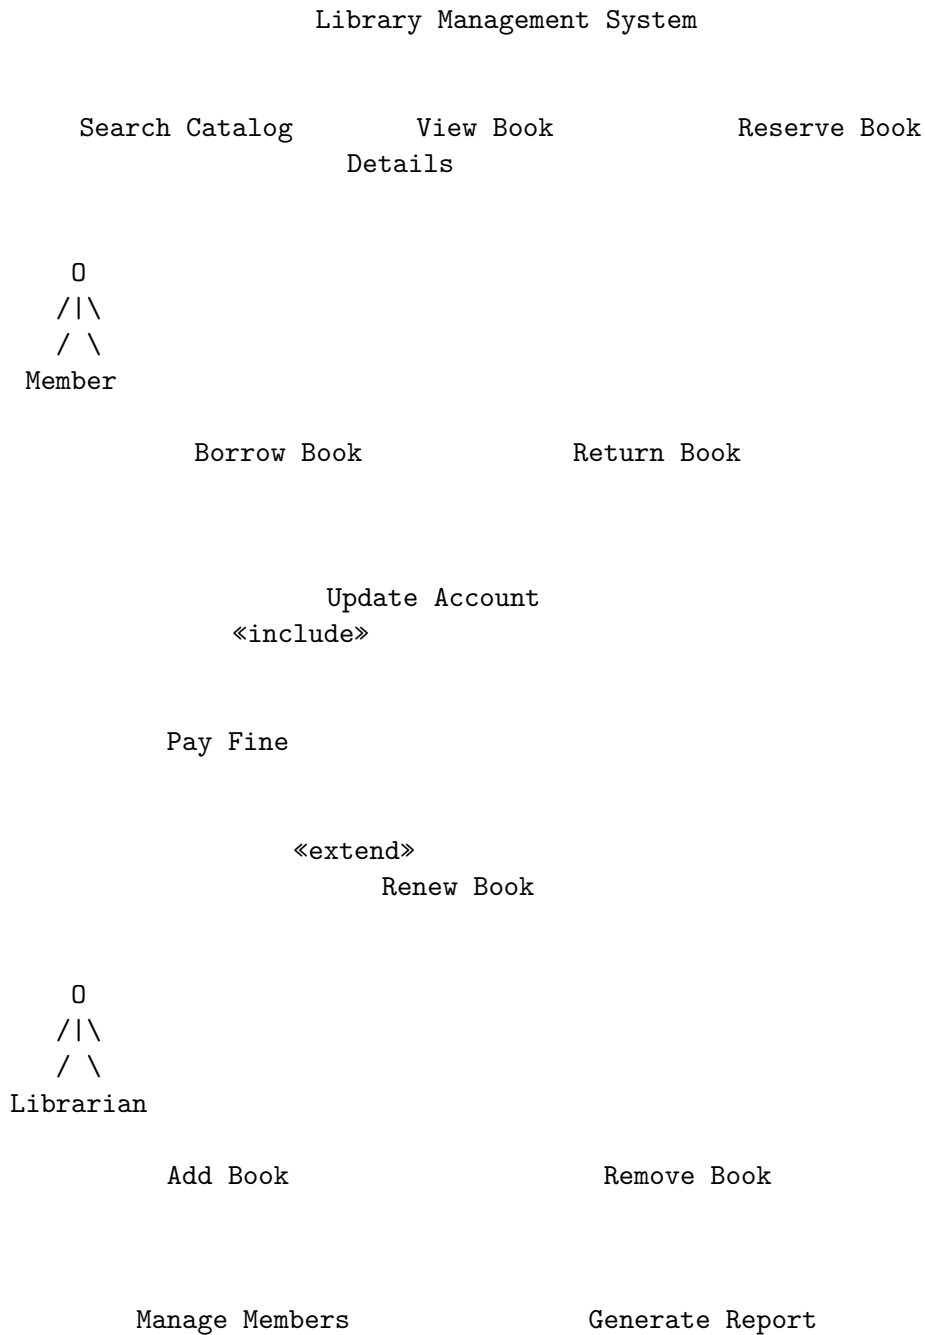 Library Management System
Search Catalog View Book Reserve Book
Details
O
/|\
/ \
Member
Borrow Book Return Book
Update Account
«include»
Pay Fine
«extend»
Renew Book
O
/|\
/ \
Librarian
Add Book Remove Book
Manage Members Generate Report